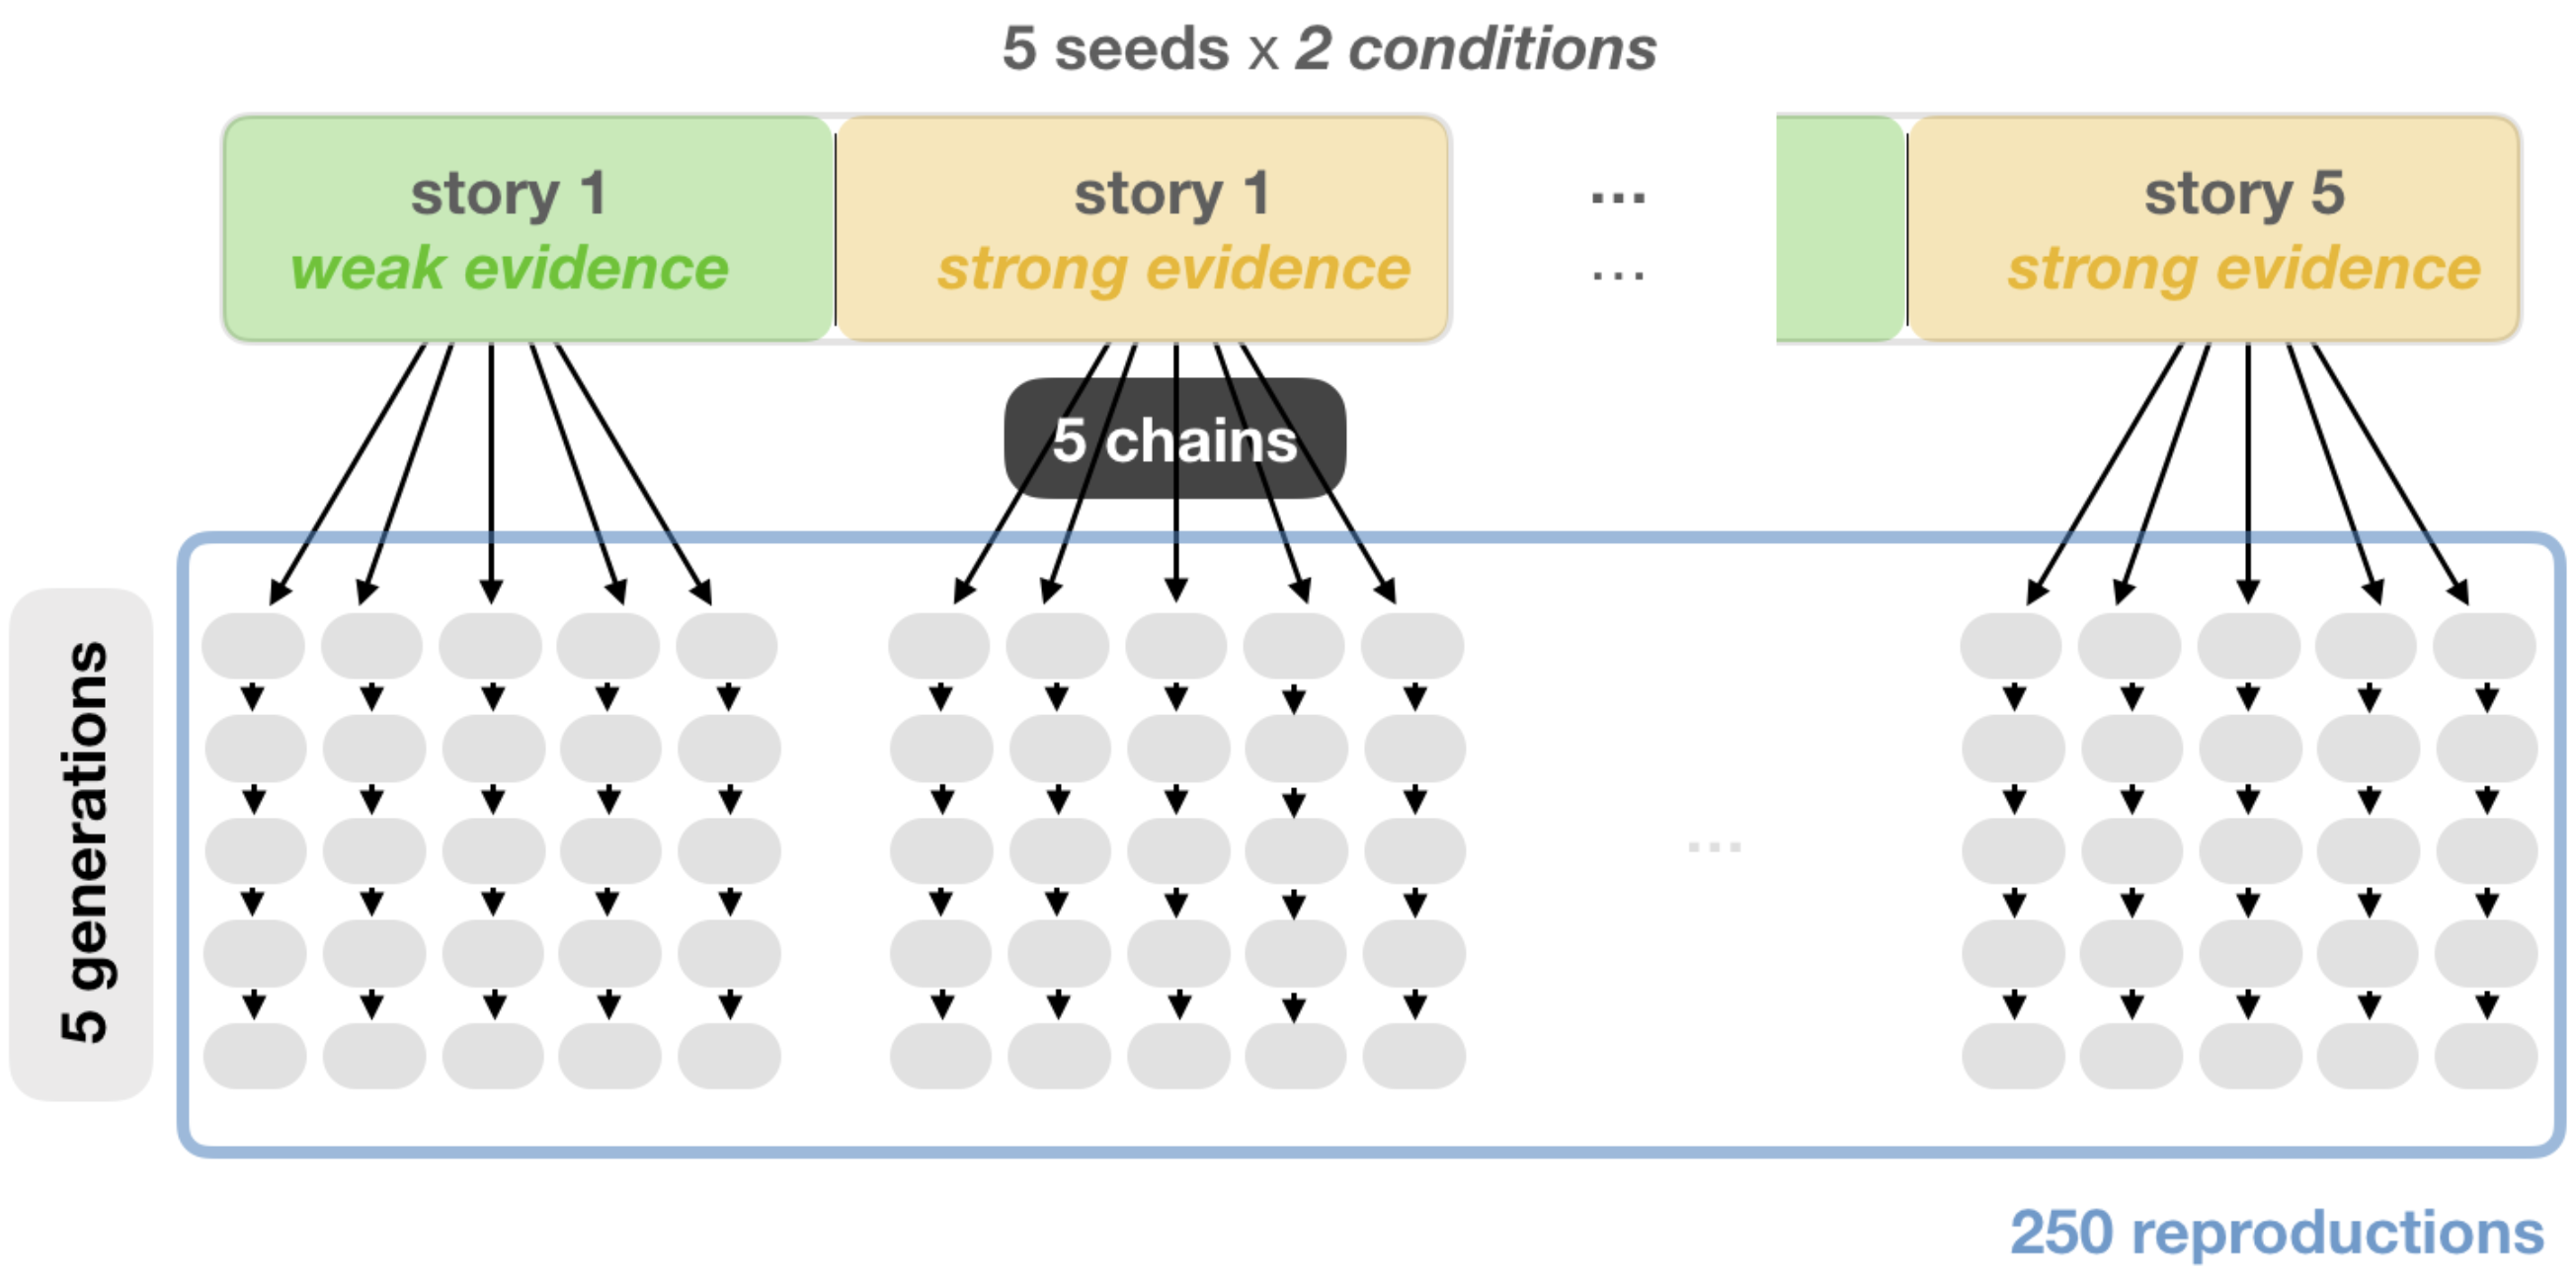 5 seeds x 2 conditions
story 1
weak evidence
story 1
strong evidence
...
...
story 5
strong evidence
5 chains
5 generations
...
250 reproductions